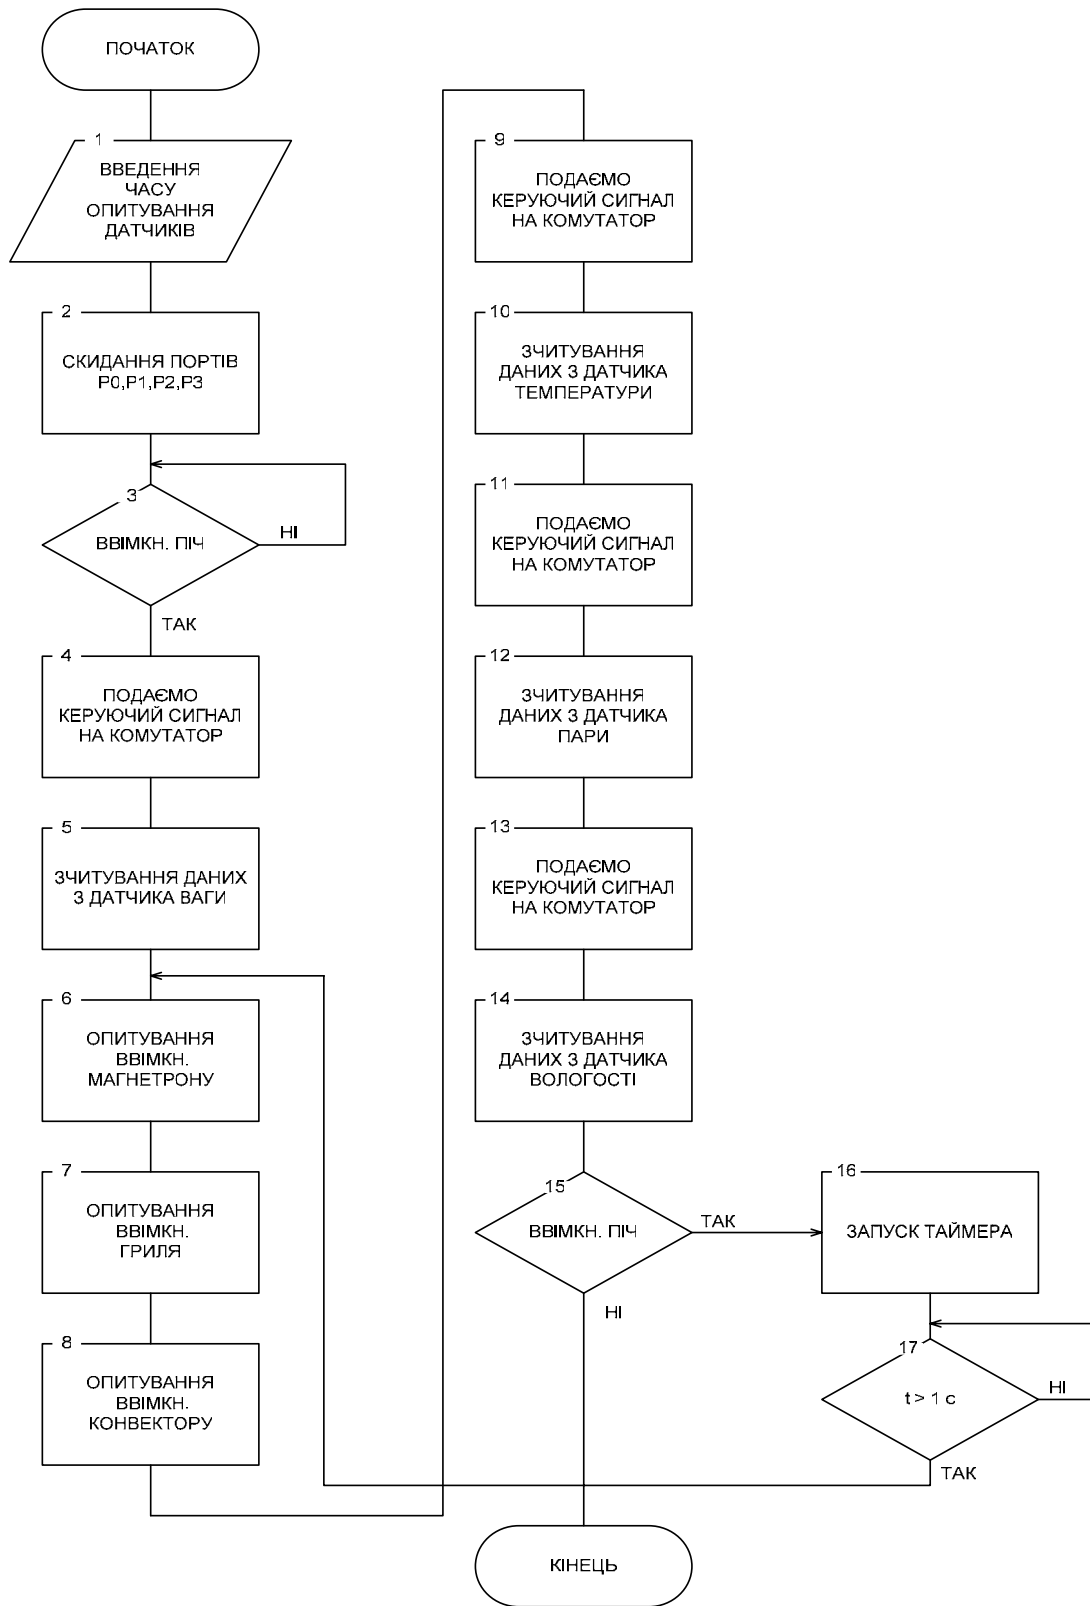 ПОЧАТОК
1
ВВЕДЕННЯ
ЧАСУ
ОПИТУВАННЯ
ДАТЧИКІВ
2
СКИДАННЯ ПОРТІВ
P0,P1,P2,P3
3
ВВІМКН. ПІЧ
НІ
ТАК
4
ПОДАЄМО
КЕРУЮЧИЙ СИГНАЛ
НА КОМУТАТОР
5
ЗЧИТУВАННЯ ДАНИХ
З ДАТЧИКА ВАГИ
6
ОПИТУВАННЯ
ВВІМКН.
МАГНЕТРОНУ
7
ОПИТУВАННЯ
ВВІМКН.
ГРИЛЯ
8
ОПИТУВАННЯ
ВВІМКН.
КОНВЕКТОРУ
9
ПОДАЄМО
КЕРУЮЧИЙ СИГНАЛ
НА КОМУТАТОР
10
ЗЧИТУВАННЯ
ДАНИХ З ДАТЧИКА
ТЕМПЕРАТУРИ
11
ПОДАЄМО
КЕРУЮЧИЙ СИГНАЛ
НА КОМУТАТОР
12
ЗЧИТУВАННЯ
ДАНИХ З ДАТЧИКА
ПАРИ
13
ПОДАЄМО
КЕРУЮЧИЙ СИГНАЛ
НА КОМУТАТОР
14
ЗЧИТУВАННЯ
ДАНИХ З ДАТЧИКА
ВОЛОГОСТІ
15
ВВІМКН. ПІЧ
ТАК
НІ
16
ЗАПУСК ТАЙМЕРА
17
t > 1 c
НІ
ТАК
КІНЕЦЬ